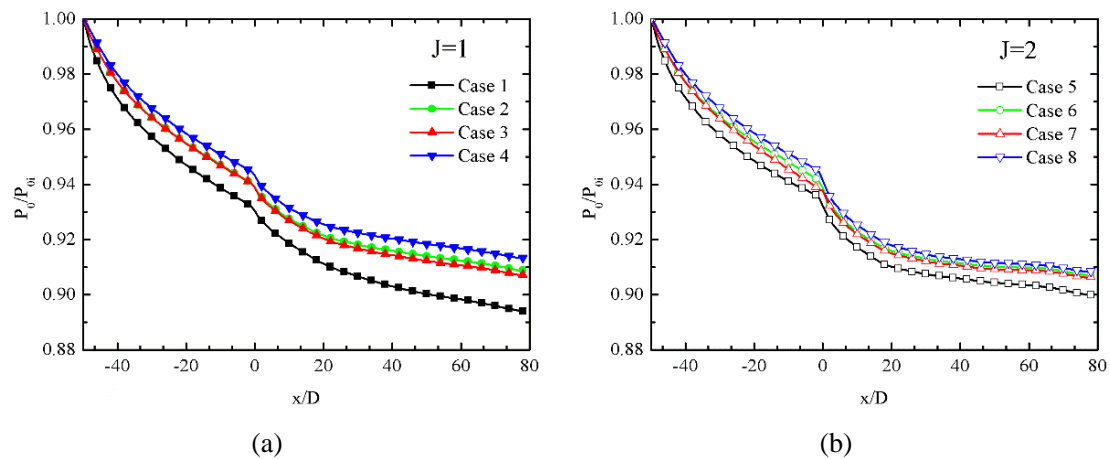 1.00
0.98
0.96
0.94
0.92
0.90
0.88
P0/P0i
J=1
Case 1
Case 2
Case 3
Case 4
-40 -20 0 20 40 60 80
x/D
(a)
1.00
0.98
0.96
0.94
0.92
0.90
0.88
P0/P0i
J=2
Case 5
Case 6
Case 7
Case 8
-40 -20 0 20 40 60 80
x/D
(b)